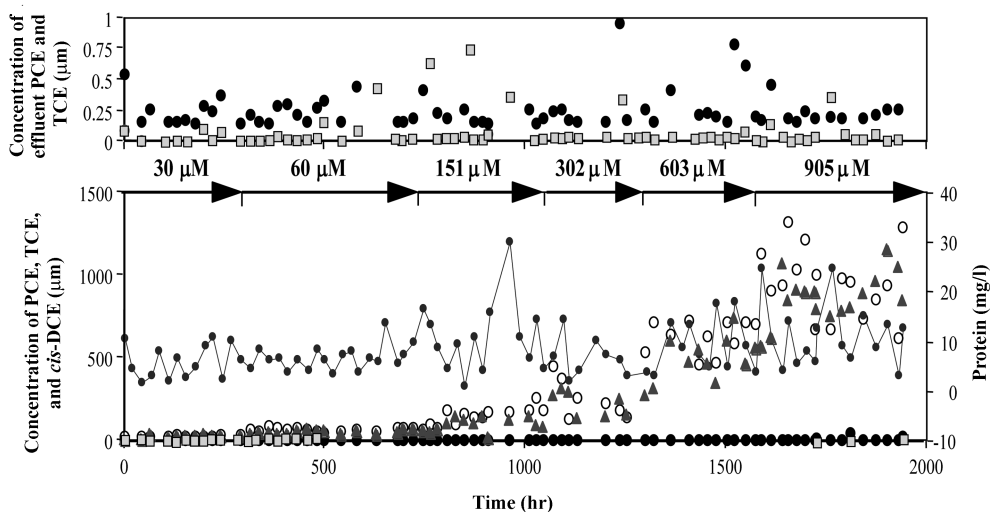 Concentration of
effluent PCE and
TCE (μm)
1
0.75
0.5
0.25
0
30 μM
60 μM
151 μM
302 μM
603 μM
905 μM
Concentration of PCE, TCE,
and cis-DCE (μm)
1500
1000
500
0
40
30
20
10
0
-10
Protein (mg/l)
0
500
1000
1500
2000
Time (hr)